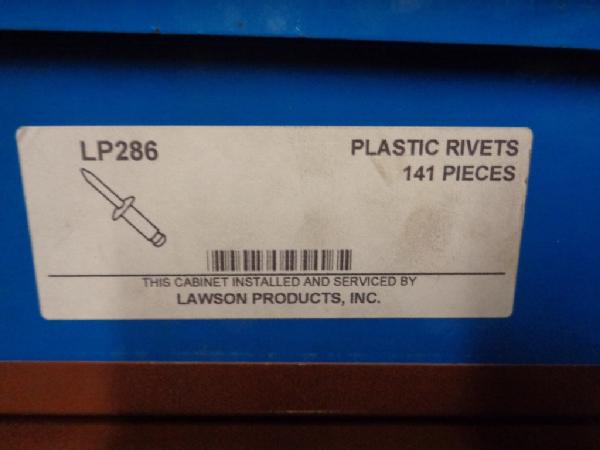 LP286
PLASTIC RIVETS
141 PIECES
THIS CABINET INSTALLED AND SERVICED BY
LAWSON PRODUCTS, INC.